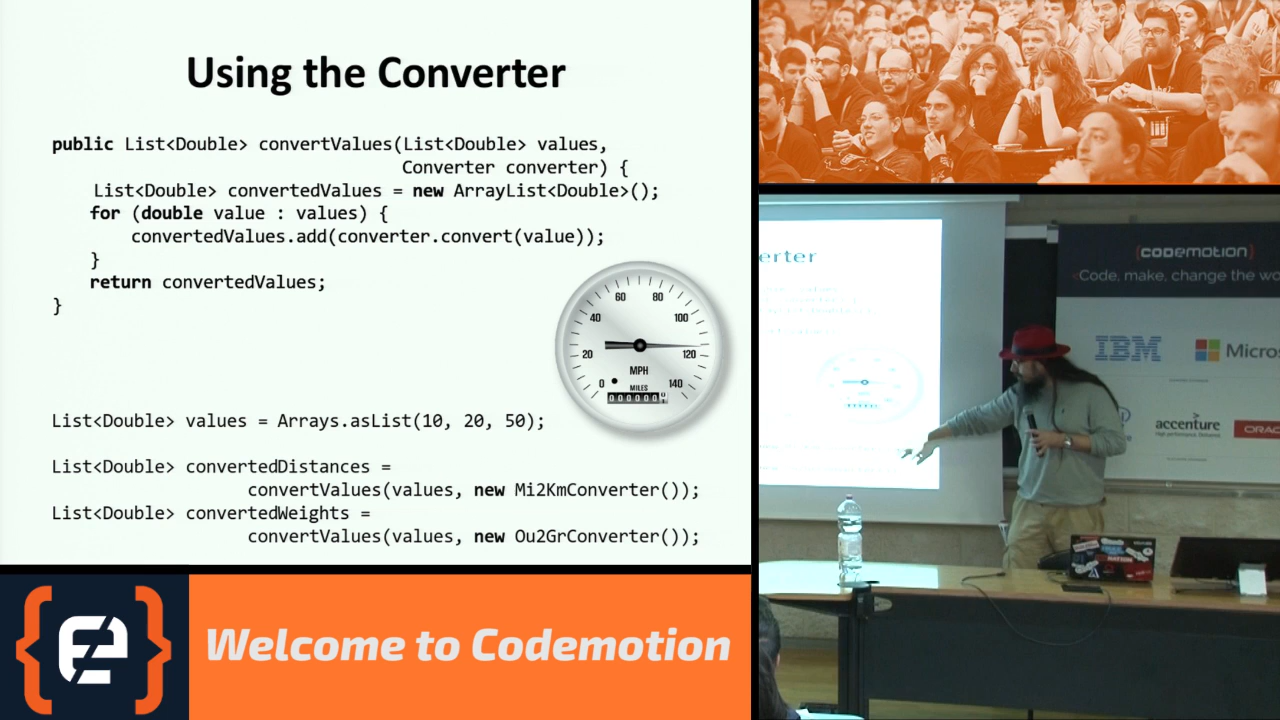 Using the Converter
public List<Double> convertValues(List<Double> values,
Converter converter) {
List<Double> convertedValues = new ArrayList<Double>();
for (double value : values) {
convertedValues.add(converter.convert(value));
}
return convertedValues;
}
60 80
40 100
20 120
MPH
0 MILES 140
List<Double> values = Arrays.asList(10, 20, 50);
List<Double> convertedDistances =
convertValues(values, new Mi2KmConverter());
List<Double> convertedWeights =
convertValues(values, new Ou2GrConverter());
Welcome to Codemotion
erter
{codemotion}
Code, make, change the wo
IBM
Micros
accenture
High performance. Delivered.
ORAC